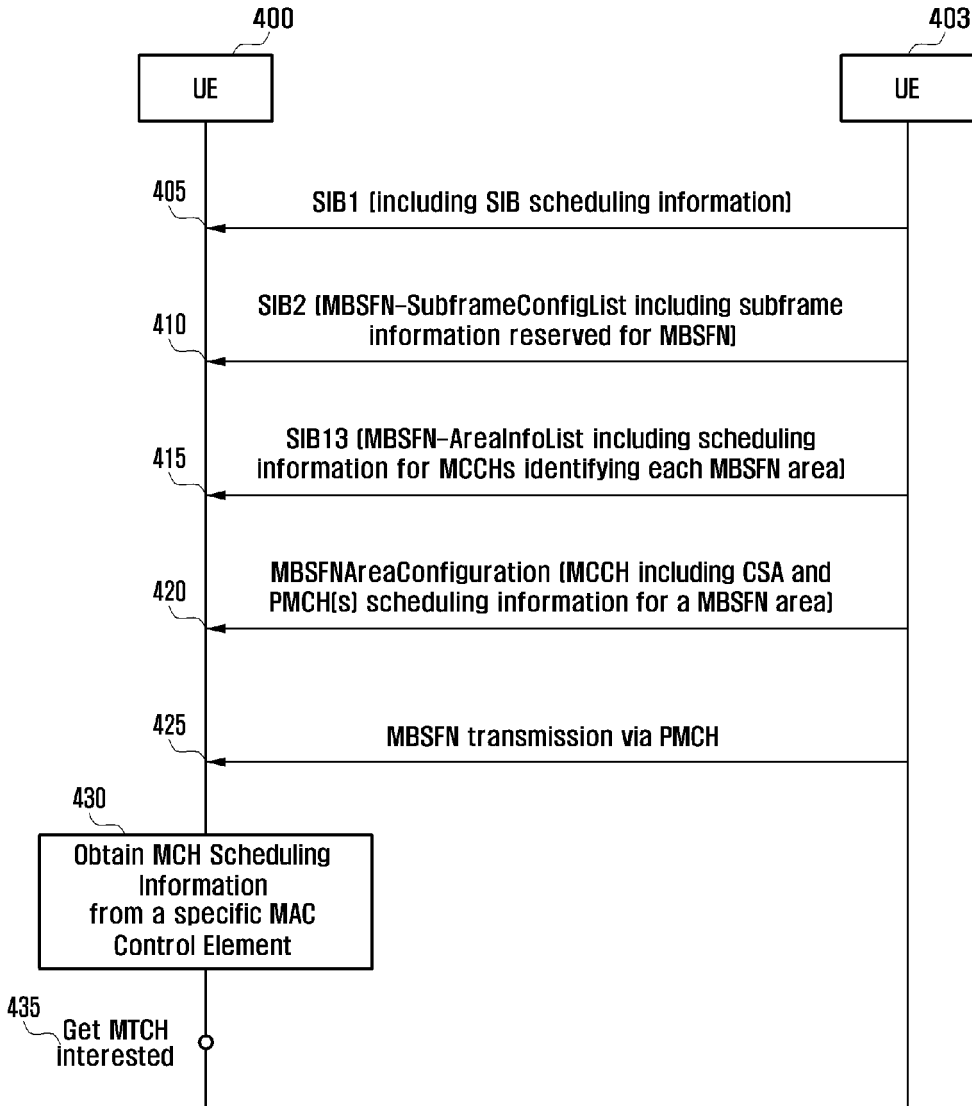 400
403
UE
UE
405
SIB1 (including SIB scheduling information)
SIB2 (MBSFN-SubframeConfigList including subframe
410
information reserved for MBSFN)
SIB13 (MBSFN-AreaInfoList including scheduling
415
information for MCCHs identifying each MBSFN area)
MBSFNAreaConfiguration (MCCH including CSA and
420
PMCH(s) scheduling information for a MBSFN area)
425
MBSFN transmission via PMCH
430
Obtain MCH Scheduling
Information
from a specific MAC
Control Element
435
Get MTCH
interested